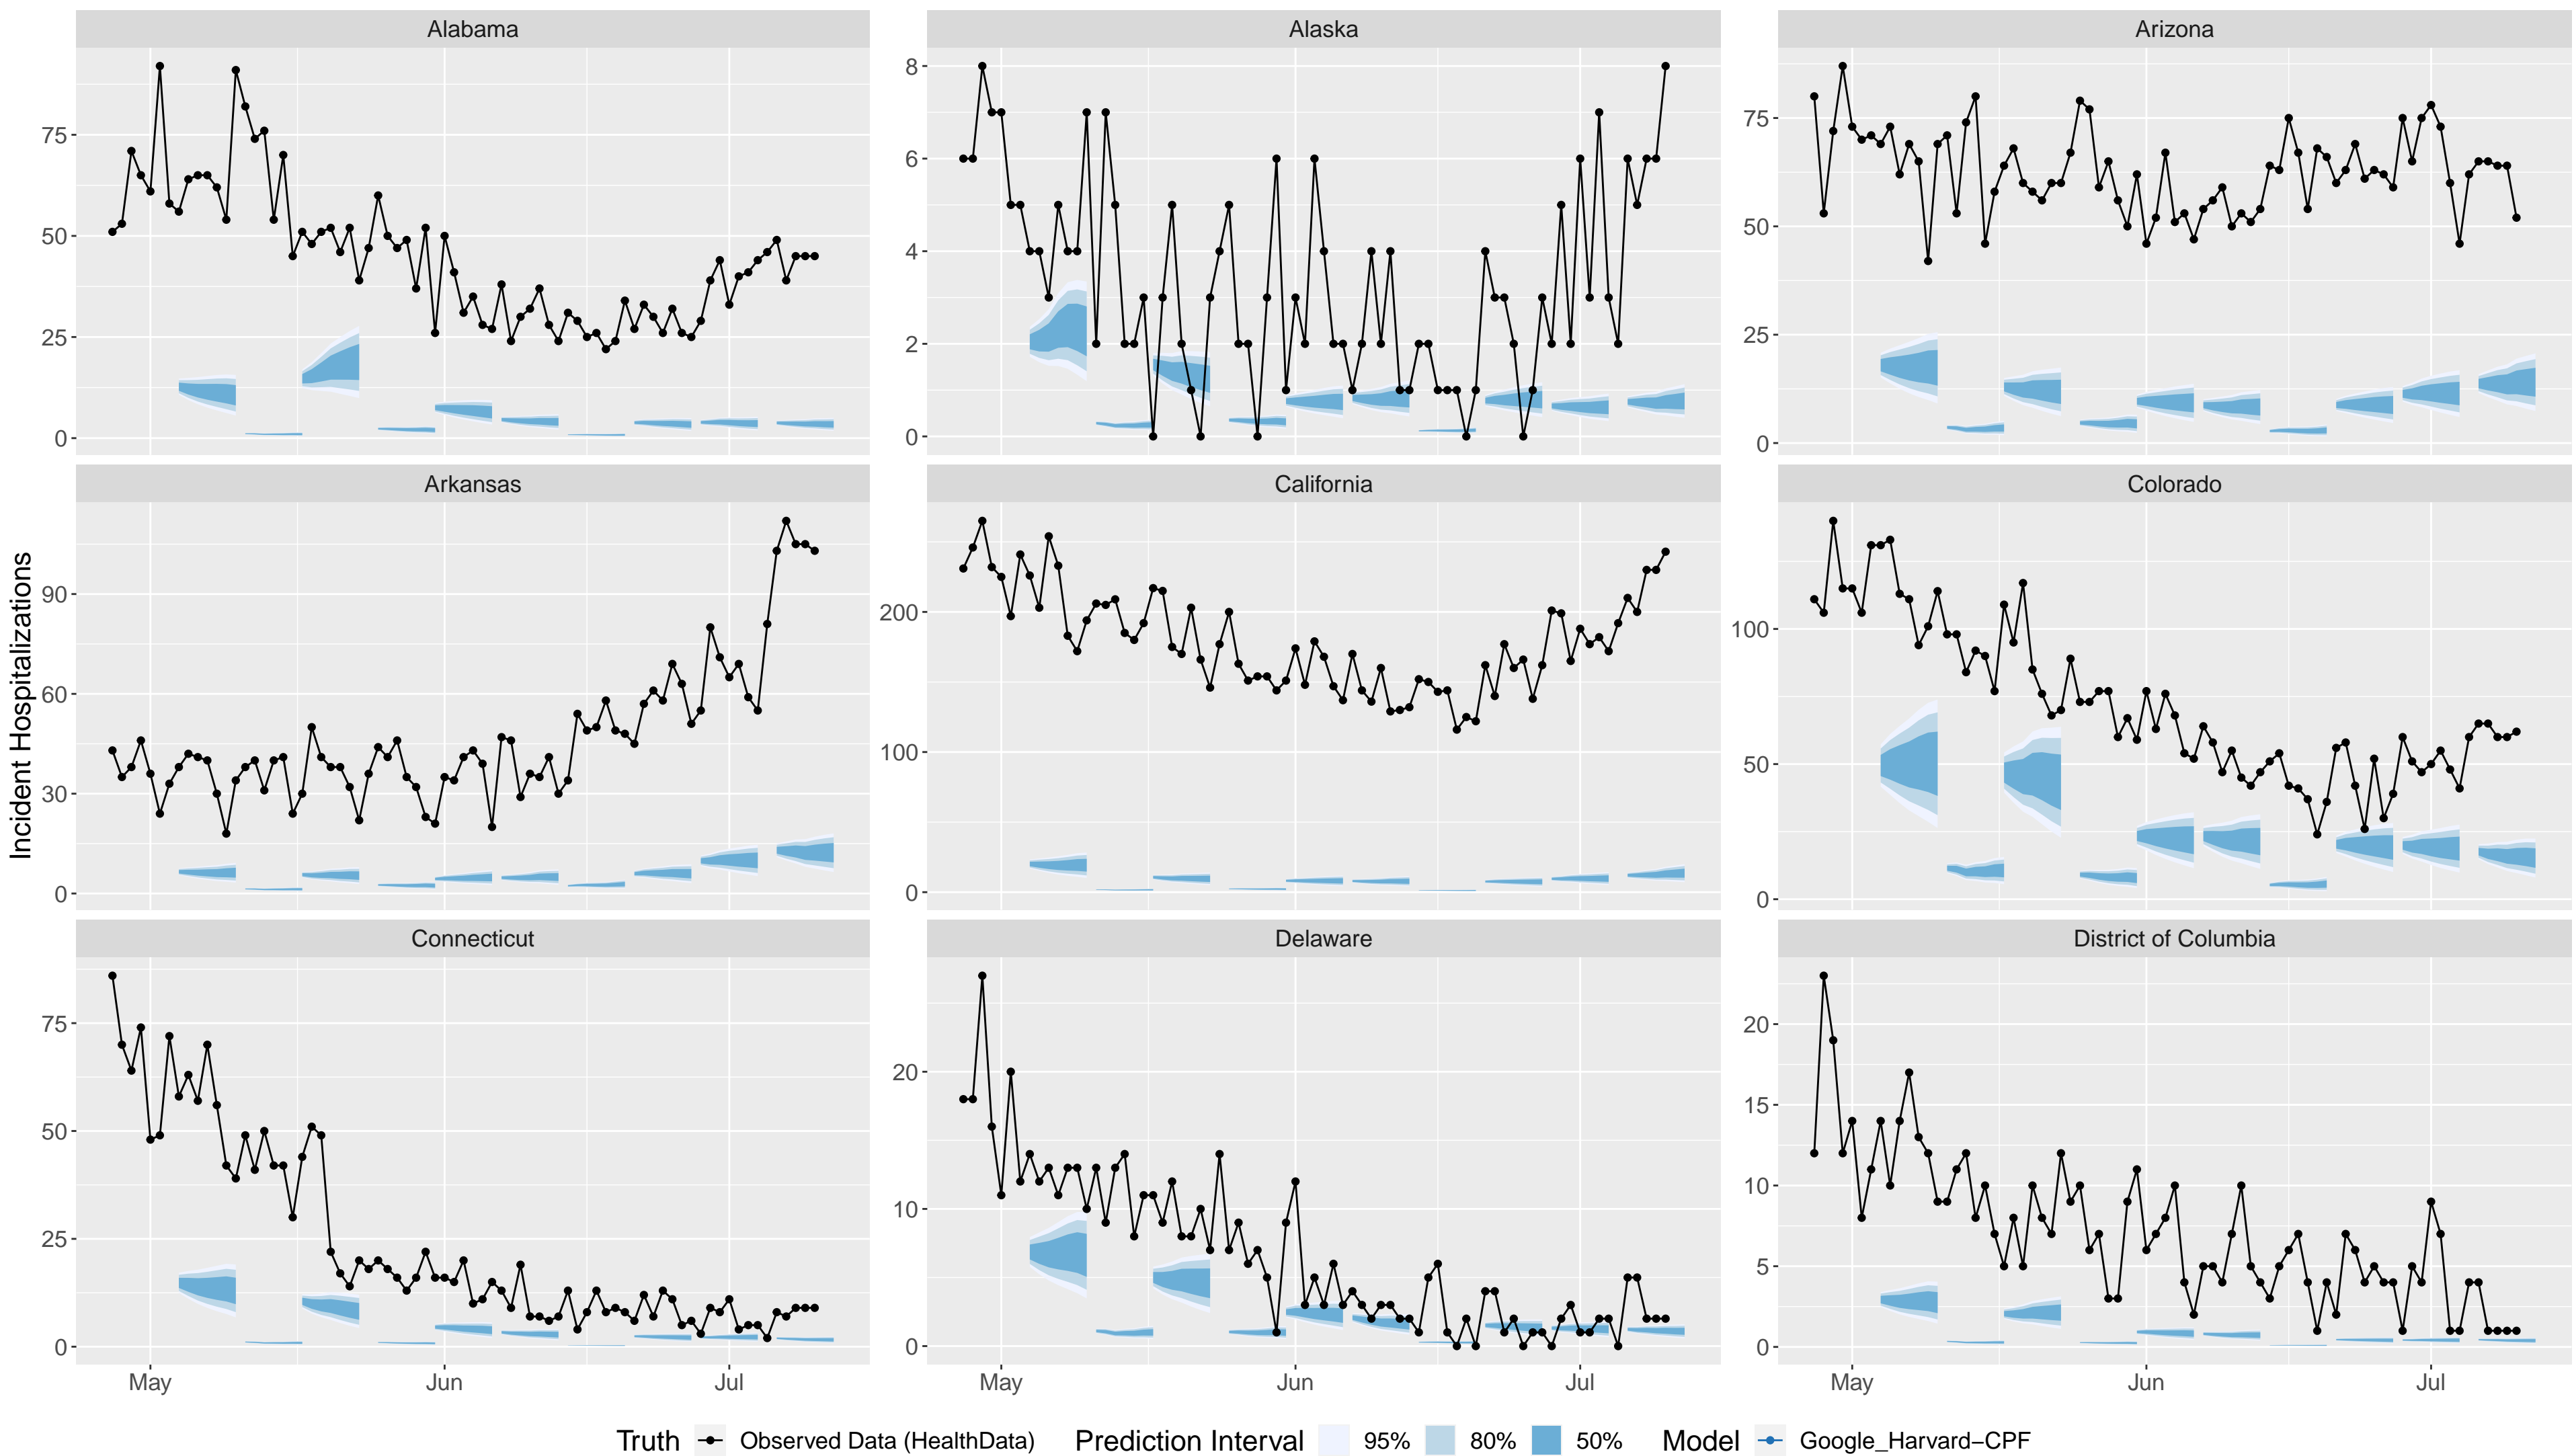 Alabama
Alaska
Arizona
75
50
25
0
8
6
4
2
0
75
50
25
0
Arkansas
California
Colorado
Incident Hospitalizations
90
60
30
0
200
100
0
100
50
0
Connecticut
Delaware
District of Columbia
75
50
25
0
20
10
0
20
15
10
5
0
May Jun Jul
May Jun Jul
May Jun Jul
Truth Observed Data (HealthData) Prediction Interval 95% 80% 50% Model Google_Harvard−CPF